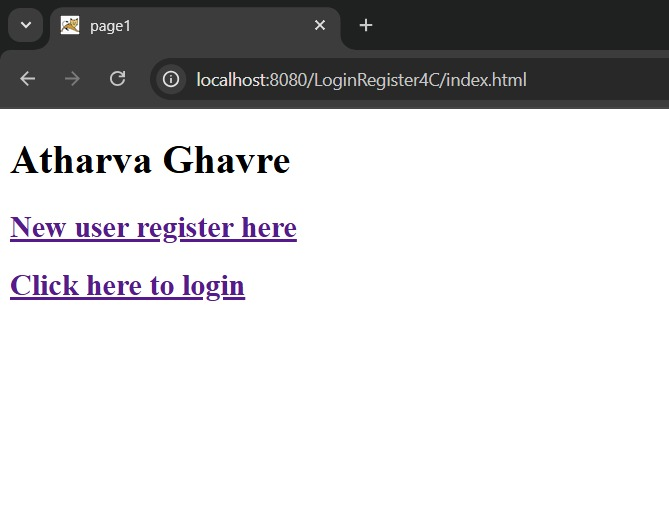 page1
localhost:8080/LoginRegister4C/index.html
Atharva Ghavre
New user register here
Click here to login